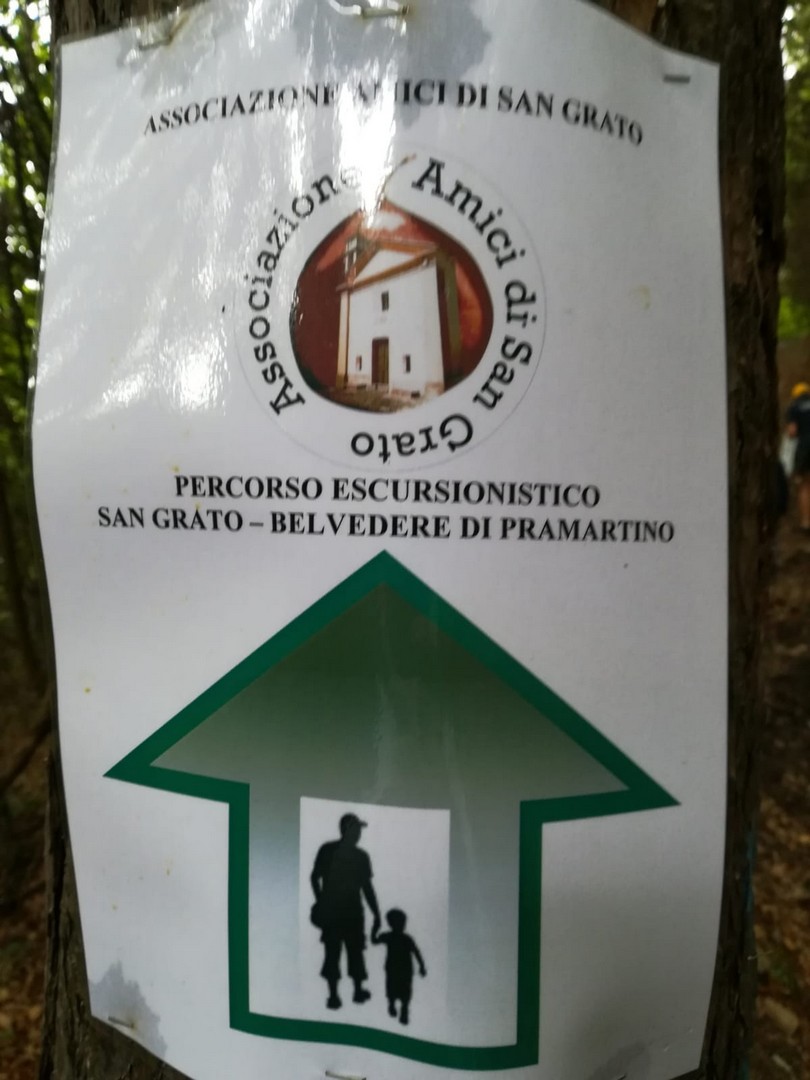 ASSOCIAZIONE AMICI DI SAN GRATO
Associazione Amici di San Grato
PERCORSO ESCURSIONISTICO
SAN GRATO – BELVEDERE DI PRAMARTINO